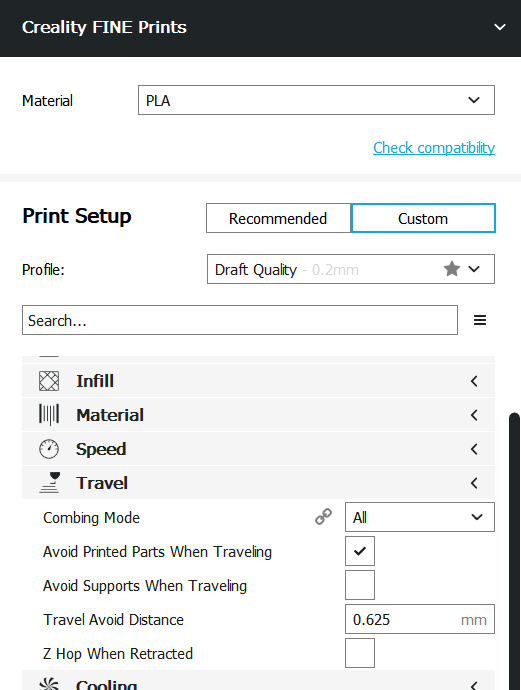 Creality FINE Prints
Material PLA
Check compatibility
Print Setup Recommended Custom
Profile: Draft Quality - 0.2mm
Search...
Infill
Material
Speed
Travel
Combing Mode All
Avoid Printed Parts When Traveling
Avoid Supports When Traveling
Travel Avoid Distance 0.625 mm
Z Hop When Retracted
Cooling